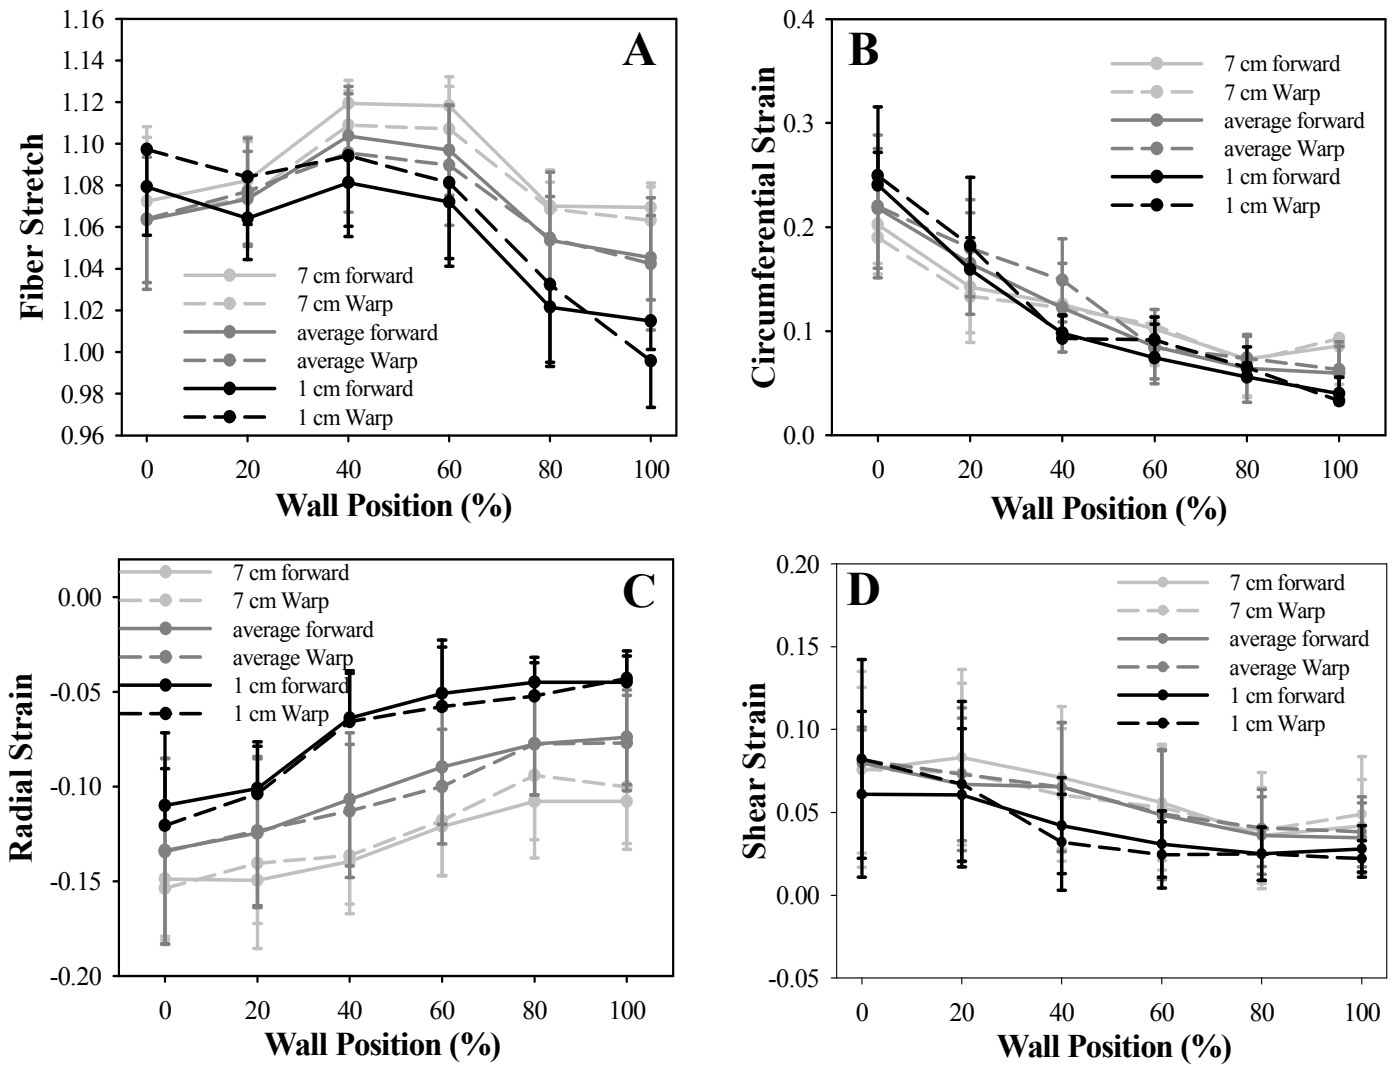 A
Fiber Stretch
1.16
1.14
1.12
1.10
1.08
1.06
1.04
1.02
1.00
0.98
0.96
7 cm forward
7 cm Warp
average forward
average Warp
1 cm forward
1 cm Warp
0 20 40 60 80 100
Wall Position (%)
B
Circumferential Strain
0.4
0.3
0.2
0.1
0.0
7 cm forward
7 cm Warp
average forward
average Warp
1 cm forward
1 cm Warp
0 20 40 60 80 100
Wall Position (%)
C
Radial Strain
0.00
-0.05
-0.10
-0.15
-0.20
7 cm forward
7 cm Warp
average forward
average Warp
1 cm forward
1 cm Warp
0 20 40 60 80 100
Wall Position (%)
D
Shear Strain
0.20
0.15
0.10
0.05
0.00
-0.05
7 cm forward
7 cm Warp
average forward
average Warp
1 cm forward
1 cm Warp
0 20 40 60 80 100
Wall Position (%)